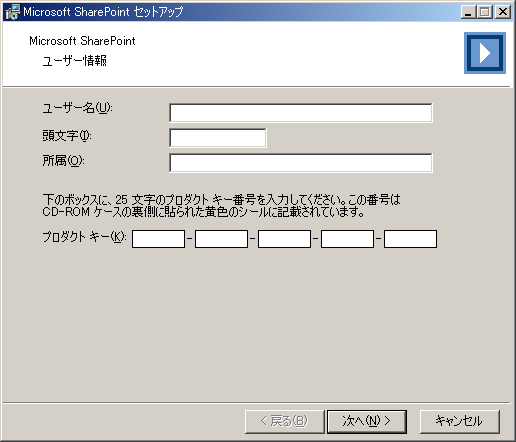 Microsoft SharePoint セットアップ
Microsoft SharePoint
ユーザー情報
ユーザー名(U):
頭文字(I):
所属(O):
下のボックスに、25 文字のプロダクト キー番号を入力してください。この番号は
CD-ROM ケースの裏側に貼られた黄色のシールに記載されています。
プロダクト キー(K): - - - -
< 戻る(B) 次へ(N) > キャンセル